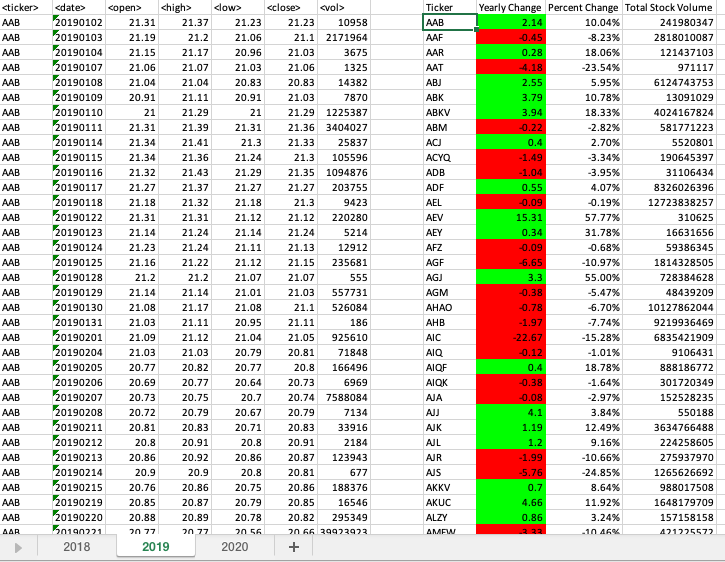 <ticker> <date> <open> <high> <low> <close> <vol> Ticker Yearly Change Percent Change Total Stock Volume
AAB 20190102 21.31 21.37 21.23 21.23 10958 AAB 2.14 10.04% 241980347
AAB 20190103 21.19 21.2 21.06 21.1 2171964 AAF -0.45 -8.23% 2818010087
AAB 20190104 21.15 21.17 20.96 21.03 3675 AAR 0.28 18.06% 121437103
AAB 20190107 21.06 21.07 21.03 21.06 1325 AAT -4.18 -23.54% 971117
AAB 20190108 21.04 21.04 20.83 20.83 14382 ABJ 2.55 5.95% 6124743753
AAB 20190109 20.91 21.11 20.91 21.03 7870 ABK 3.79 10.78% 13091029
AAB 20190110 21 21.29 21 21.29 1225387 ABKV 3.94 18.33% 4024167824
AAB 20190111 21.31 21.39 21.31 21.36 3404027 ABM -0.22 -2.82% 581771223
AAB 20190114 21.34 21.41 21.3 21.33 25837 ACJ 0.4 2.70% 5520801
AAB 20190115 21.34 21.36 21.24 21.3 105596 ACYQ -1.49 -3.34% 190645397
AAB 20190116 21.32 21.43 21.29 21.35 1094876 ADB -1.04 -3.95% 31106434
AAB 20190117 21.27 21.37 21.27 21.27 203755 ADF 0.55 4.07% 8326026396
AAB 20190118 21.18 21.32 21.18 21.3 9423 AEL -0.09 -0.19% 12723838257
AAB 20190122 21.31 21.31 21.12 21.12 220280 AEV 15.31 57.77% 310625
AAB 20190123 21.14 21.24 21.14 21.24 5214 AEY 0.34 31.78% 16631656
AAB 20190124 21.23 21.24 21.11 21.13 12912 AFZ -0.09 -0.68% 59386345
AAB 20190125 21.16 21.22 21.12 21.15 235681 AGF -6.65 -10.97% 1814328505
AAB 20190128 21.2 21.2 21.07 21.07 555 AGJ 3.3 55.00% 728384628
AAB 20190129 21.14 21.14 21.01 21.03 557731 AGM -0.38 -5.47% 48439209
AAB 20190130 21.08 21.17 21.08 21.1 526084 AHAO -0.78 -6.70% 10127862044
AAB 20190131 21.03 21.11 20.95 21.11 186 AHB -1.97 -7.74% 9219936469
AAB 20190201 21.09 21.12 21.04 21.05 925610 AIC -22.67 -15.28% 6835421909
AAB 20190204 21.03 21.03 20.79 20.81 71848 AIQ -0.12 -1.01% 9106431
AAB 20190205 20.77 20.82 20.77 20.8 166496 AIQF 0.4 18.78% 888186772
AAB 20190206 20.69 20.77 20.64 20.73 6969 AIQK -0.38 -1.64% 301720349
AAB 20190207 20.73 20.75 20.7 20.74 7588084 AJA -0.08 -2.97% 152528235
AAB 20190208 20.72 20.79 20.67 20.79 7134 AJJ 4.1 3.84% 550188
AAB 20190211 20.81 20.83 20.71 20.83 33916 AJK 1.19 12.49% 3634766488
AAB 20190212 20.8 20.91 20.8 20.91 2184 AJL 1.2 9.16% 224258605
AAB 20190213 20.86 20.92 20.86 20.87 123943 AJR -1.99 -10.66% 275937970
AAB 20190214 20.9 20.9 20.8 20.81 677 AJS -5.76 -24.85% 1265626692
AAB 20190215 20.76 20.86 20.75 20.86 188376 AKKV 0.7 8.64% 988017508
AAB 20190219 20.85 20.87 20.79 20.85 16546 AKUC 4.66 11.92% 1648179709
AAB 20190220 20.88 20.89 20.78 20.82 295349 ALZY 0.86 3.24% 157158158
AAB 20190221 20.77 20.77 20.56 20.66 39923923 AMFW -3.33 -10.46% 421225572
2018 2019 2020 +